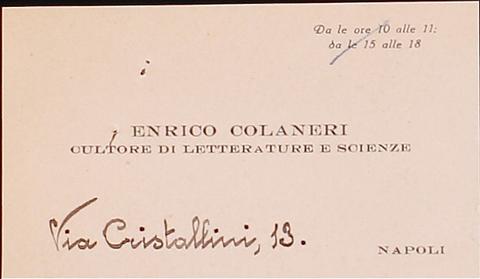 Da le ore 10 alle 11:
da le 15 alle 18
ENRICO COLANERI
CULTORE DI LETTERATURE E SCIENZE
Via Cristallini, 13.
NAPOLI